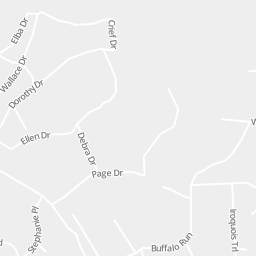 Elba Dr
Crief Dr
Wallace Dr
Dorothy Dr
Ellen Dr
Debra Dr
W
Page Dr
Stephanie Pl
Buffalo Run
Iroquois Trl
d